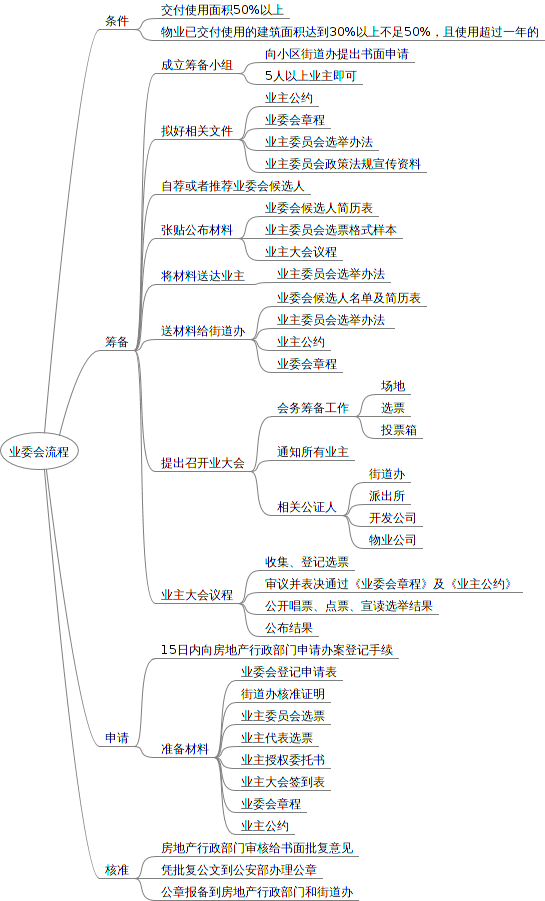 业委会流程
条件
交付使用面积50%以上
物业已交付使用的建筑面积达到30%以上不足50%，且使用超过一年的
筹备
成立筹备小组
向小区街道办提出书面申请
5人以上业主即可
拟好相关文件
业主公约
业委会章程
业主委员会选举办法
业主委员会政策法规宣传资料
自荐或者推荐业委会候选人
张贴公布材料
业委会候选人简历表
业主委员会选票格式样本
业主大会议程
将材料送达业主
业主委员会选举办法
送材料给街道办
业委会候选人名单及简历表
业主委员会选举办法
业主公约
业委会章程
提出召开业大会
会务筹备工作
场地
选票
投票箱
通知所有业主
相关公证人
街道办
派出所
开发公司
物业公司
业主大会议程
收集、登记选票
审议并表决通过《业委会章程》及《业主公约》
公开唱票、点票、宣读选举结果
公布结果
申请
15日内向房地产行政部门申请办案登记手续
准备材料
业委会登记申请表
街道办核准证明
业主委员会选票
业主代表选票
业主授权委托书
业主大会签到表
业委会章程
业主公约
核准
房地产行政部门审核给书面批复意见
凭批复公文到公安部办理公章
公章报备到房地产行政部门和街道办